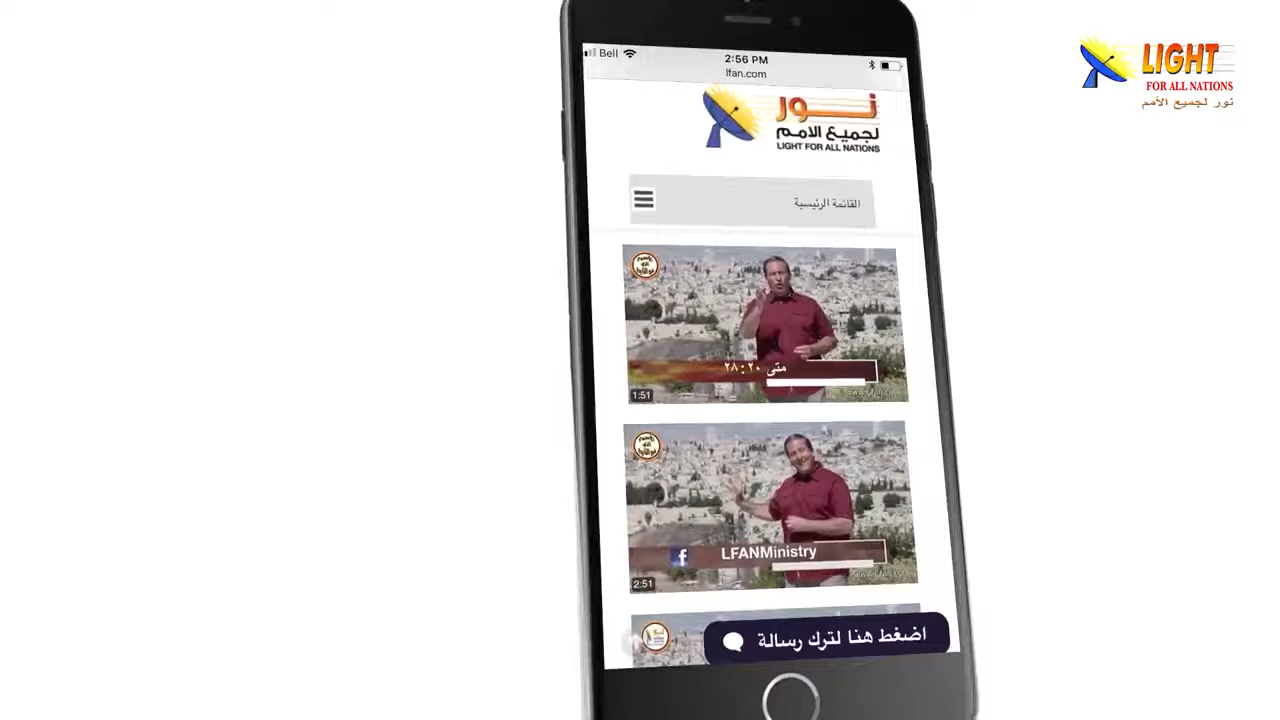 Bell
2:56 PM
lfan.com
نور
لجميع الامم
LIGHT FOR ALL NATIONS
القائمة الرئيسية
متى ٢٨:٢٠
1:51
LFANMinistry
2:51
اضغط هنا لترك رسالة
LIGHT
FOR ALL NATIONS
نور لجميع الأمم